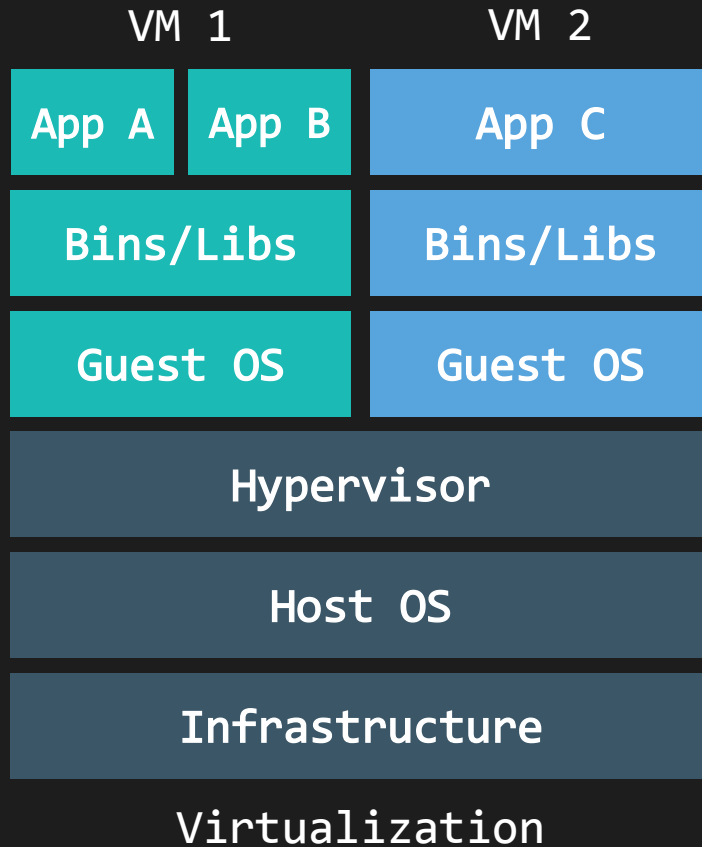 VM 1
VM 2
App A
App B
App C
Bins/Libs
Bins/Libs
Guest OS
Guest OS
Hypervisor
Host OS
Infrastructure
Virtualization